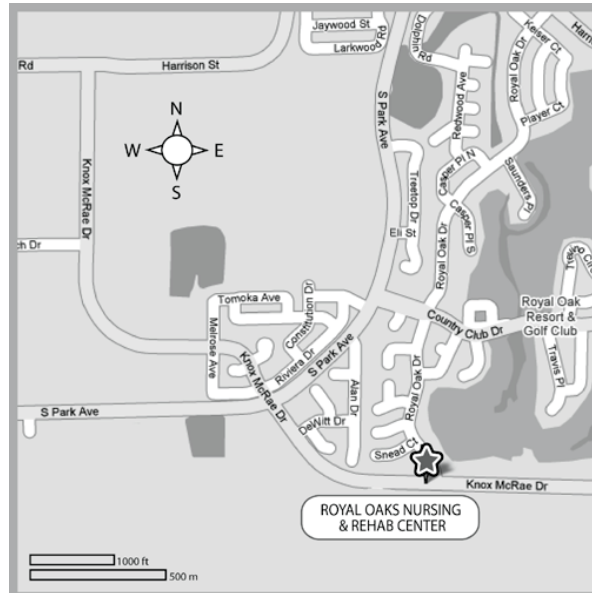 Jaywood St
Larkwood
Rd
Dolphin
Rd
Redwood Ave
Royal Oak Dr
Keiser Ct
Rd
Harrison St
S Park Ave
Player Ct
N
W
E
S
Knox McRae Dr
Casper Pl N
Saunders Pl
Treetop Dr
Casper Pl S
Eli St
ch Dr
Royal Oak Dr
Tomoka Ave
Constitution Dr
Country Club Dr
Royal Oak
Resort &
Golf Club
Melrose Ave
Riviera Dr
S Park Ave
Travis Pl
Knox McRae Dr
Alan Dr
Royal Oak Dr
S Park Ave
DeWitt Dr
Snead Ct
Knox McRae Dr
ROYAL OAKS NURSING
& REHAB CENTER
1000 ft
500 m